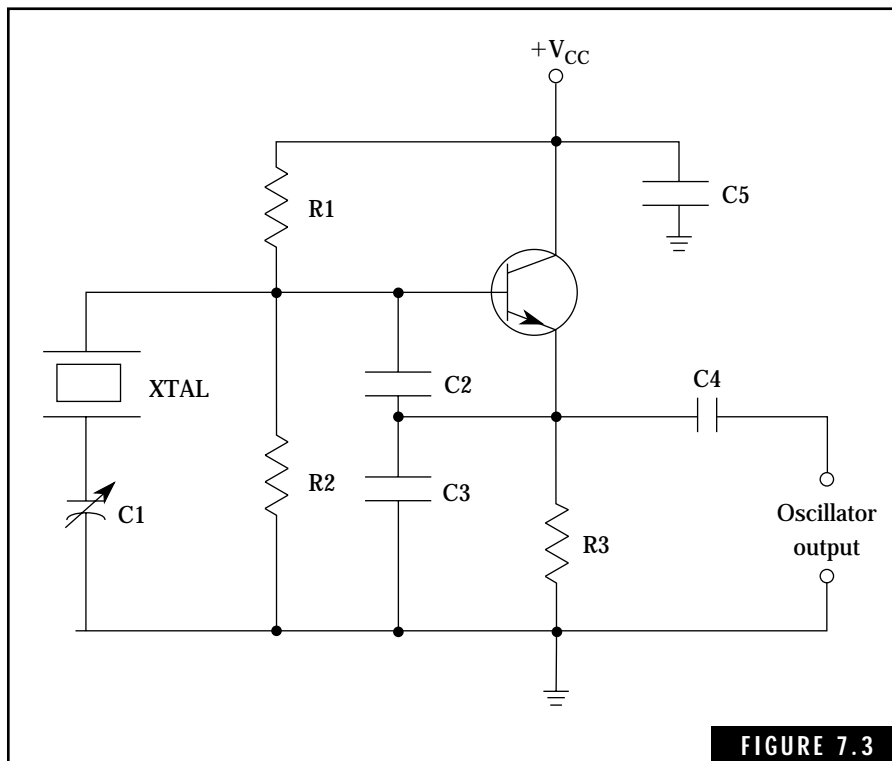 +VCC
C5
R1
C4
C2
XTAL
R2
C3
C1
Oscillator
output
R3
FIGURE 7.3